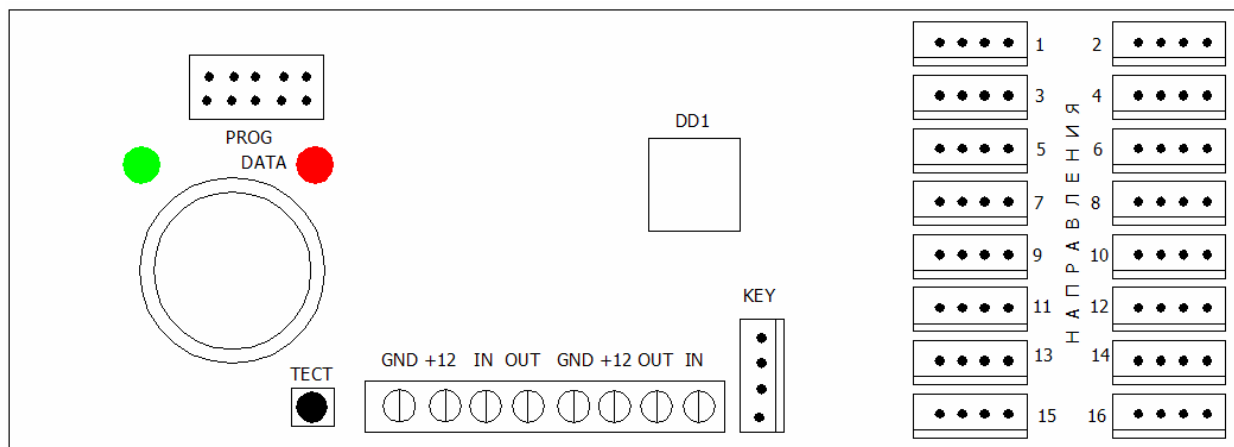 PROG
DATA
DD1
KEY
ТЕСТ
GND +12 IN OUT GND +12 OUT IN
НАПРАВЛЕНИЯ
1 2
3 4
5 6
7 8
9 10
11 12
13 14
15 16